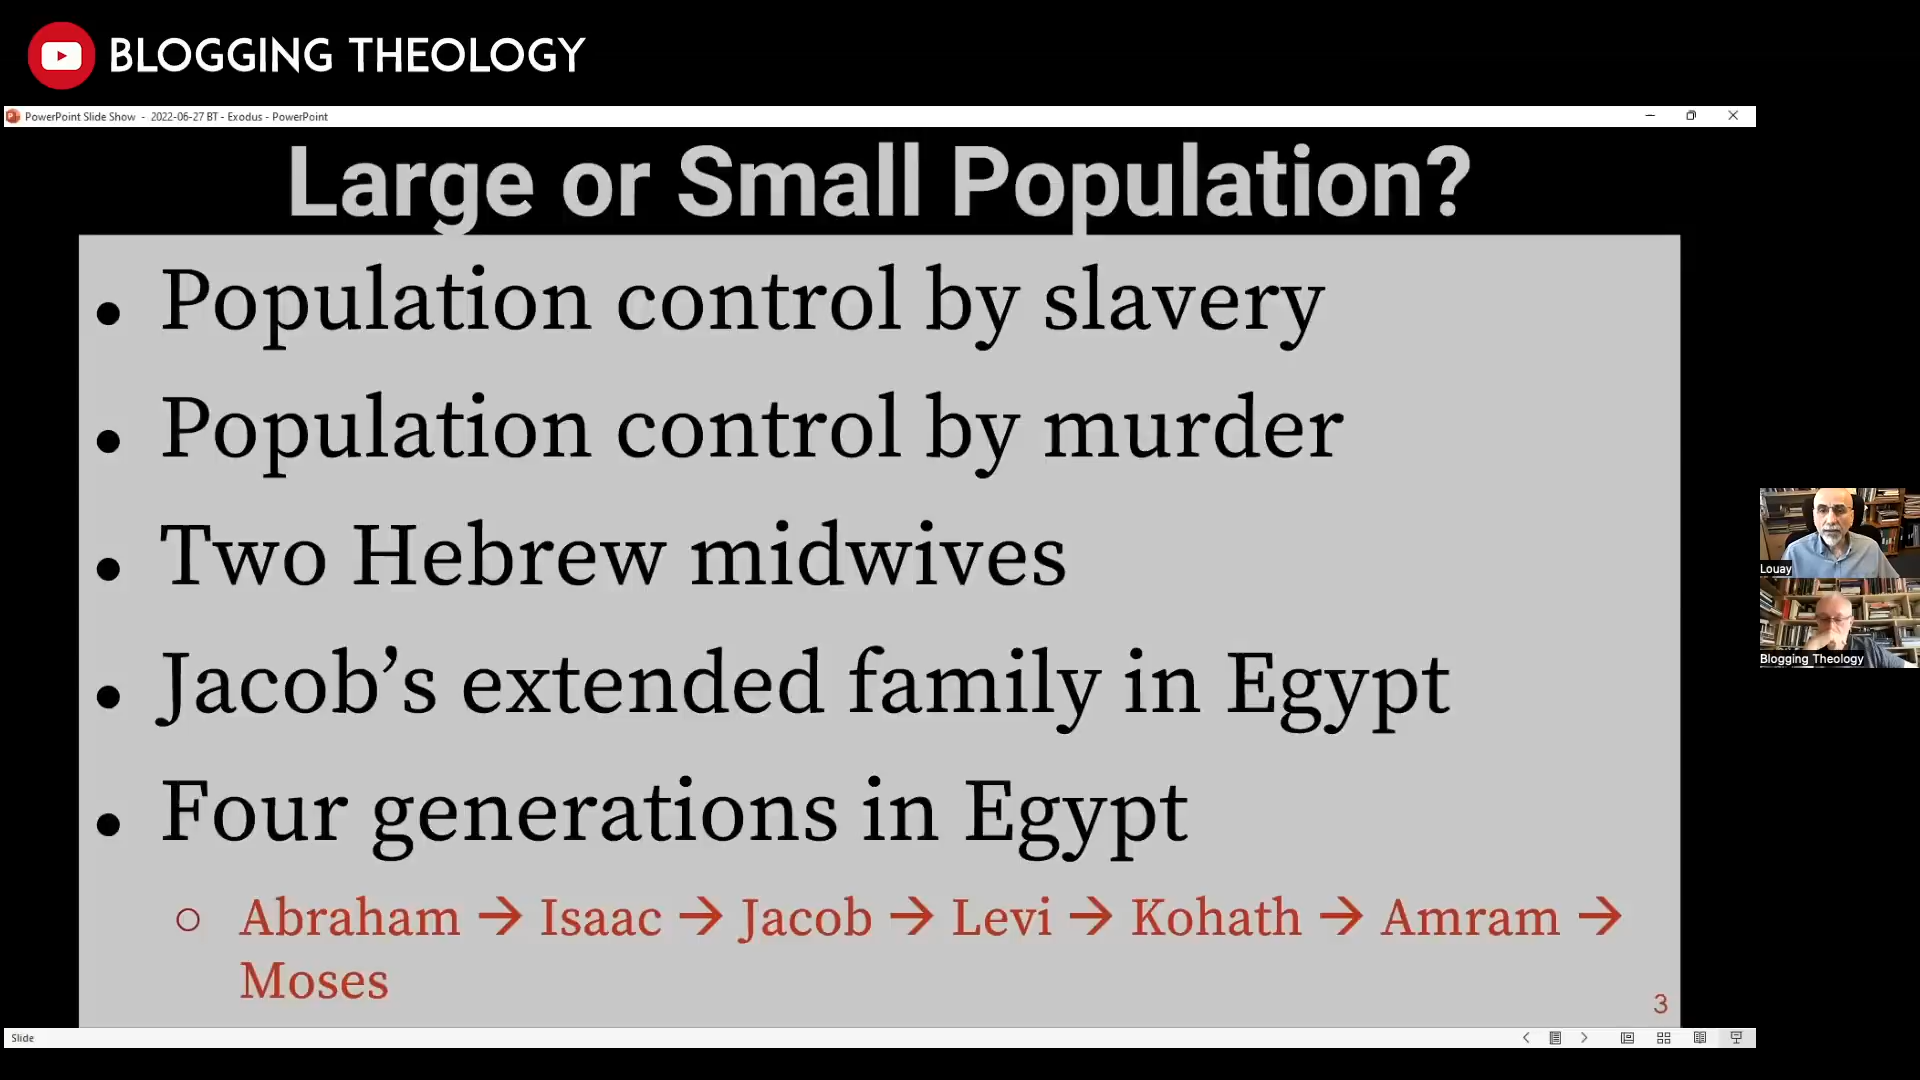 BLOGGING THEOLOGY
PowerPoint Slide Show - 2022-06-27 BT - Exodus - PowerPoint
Large or Small Population?
• Population control by slavery
• Population control by murder
• Two Hebrew midwives
• Jacob’s extended family in Egypt
• Four generations in Egypt
○ Abraham → Isaac → Jacob → Levi → Kohath → Amram →
Moses
3
Louay
Blogging Theology
Slide